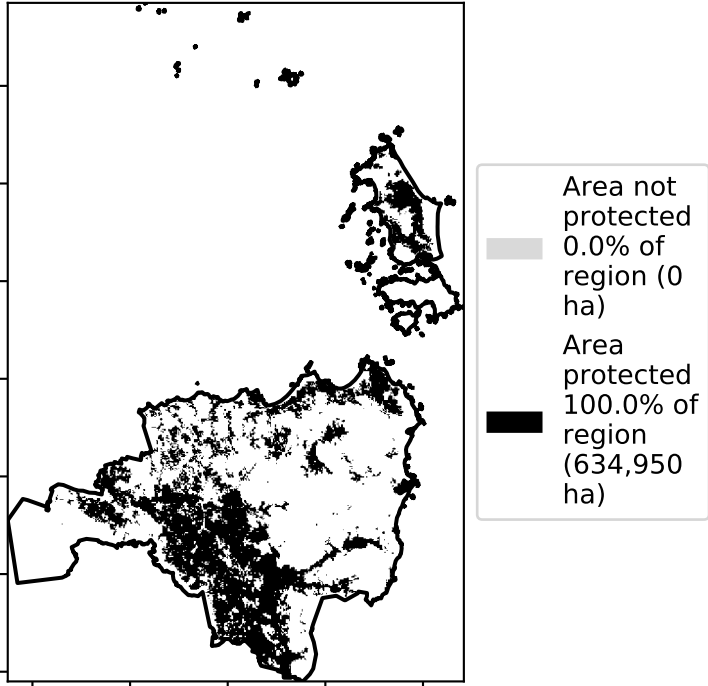 Area not
protected
0.0% of
region (0
ha)
Area
protected
100.0% of
region
(634,950
ha)